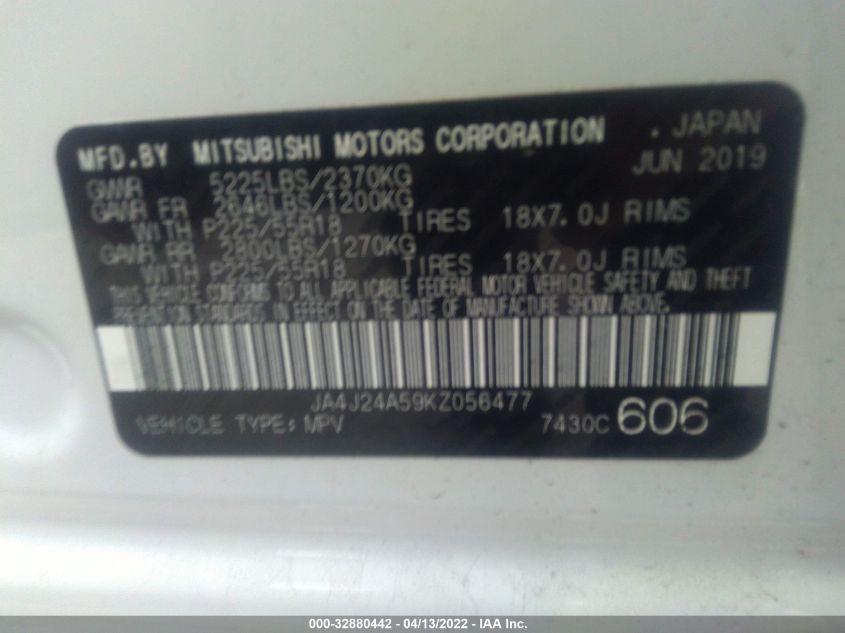 MFD.BY MITSUBISHI MOTORS CORPORATION . JAPAN
JUN 2019
GVWR 5225LBS/2370KG
GAWR FR 2646LBS/1200KG
WITH P225/55R18 TIRES 18X7.0J RIMS
GAWR RR 2800LBS/1270KG
WITH P225/55R18 TIRES 18X7.0J RIMS
THIS VEHICLE CONFORMS TO ALL APPLICABLE FEDERAL MOTOR VEHICLE SAFETY AND THEFT
PREVENTION STANDARDS IN EFFECT ON THE DATE OF MANUFACTURE SHOWN ABOVE.
JA4J24A59KZ056477
VEHICLE TYPE: MPV 7430C 606
000-32880442 - 04/13/2022 - IAA Inc.